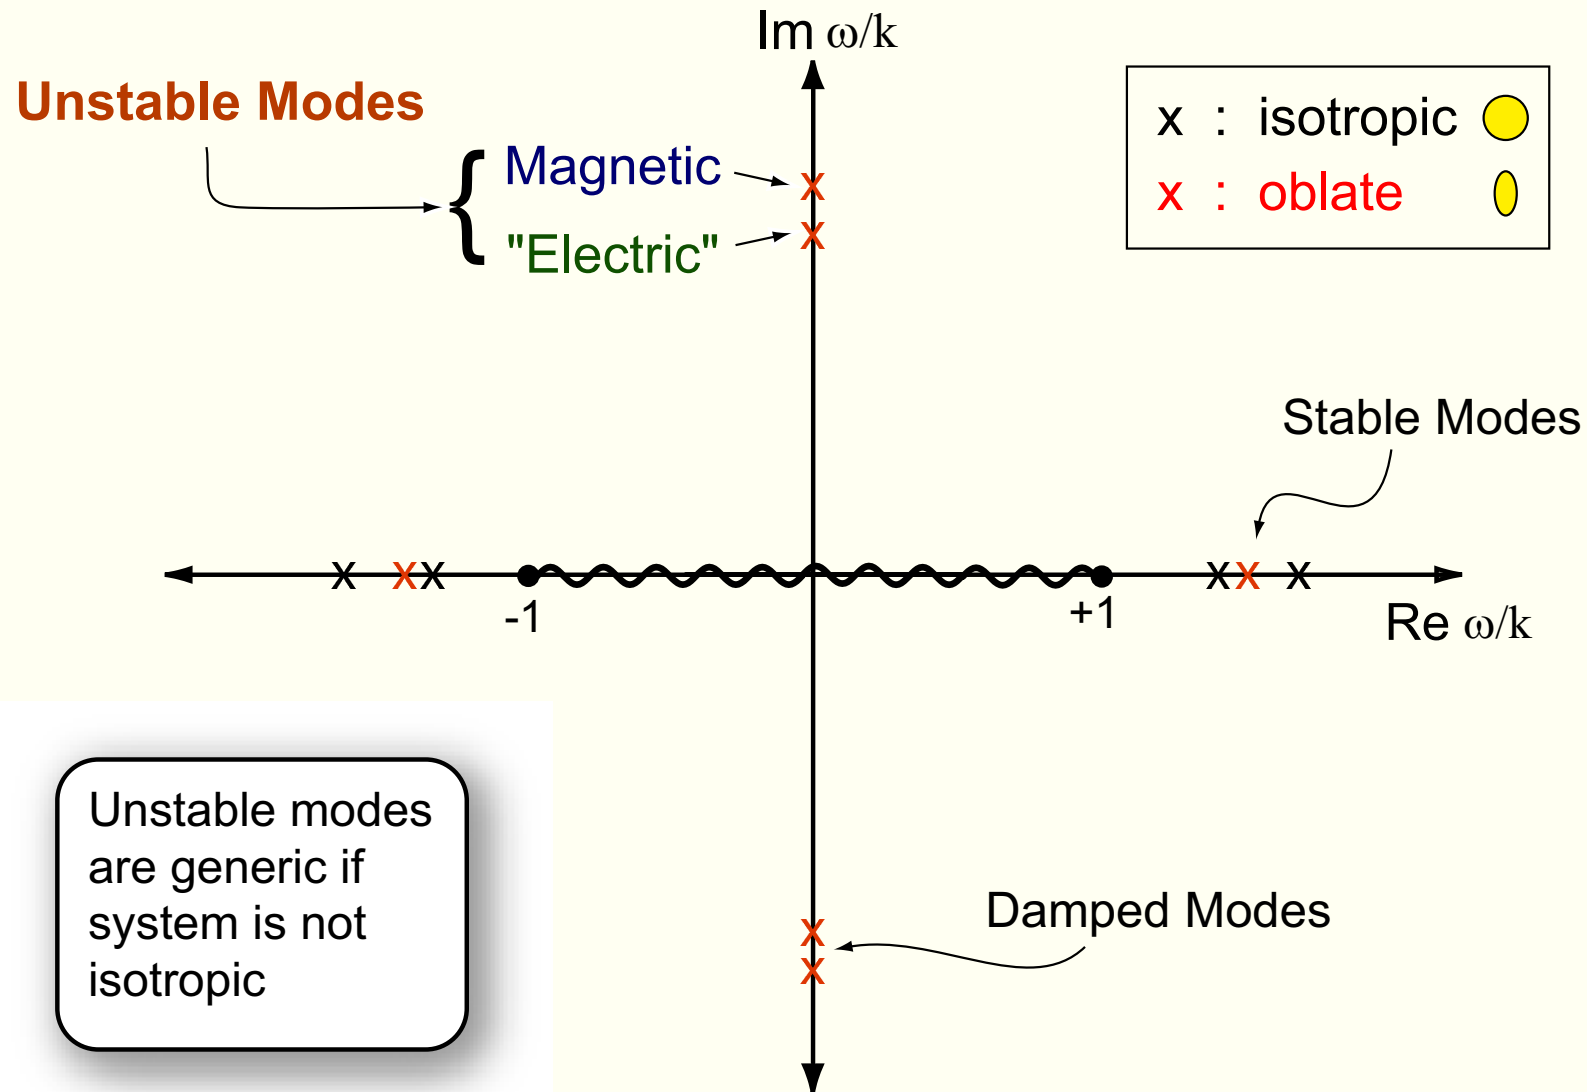 Im ω/k
Unstable Modes
{ Magnetic
"Electric"
x
x
x : isotropic
x : oblate
Stable Modes
x x x x x x
-1
+1
Re ω/k
Unstable modes
are generic if
system is not
isotropic
Damped Modes
x
x